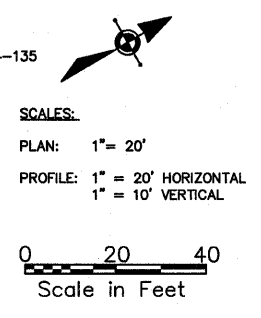 -135
SCALES:
PLAN: 1"= 20'
PROFILE: 1" = 20' HORIZONTAL
1" = 10' VERTICAL
0 20 40
Scale in Feet